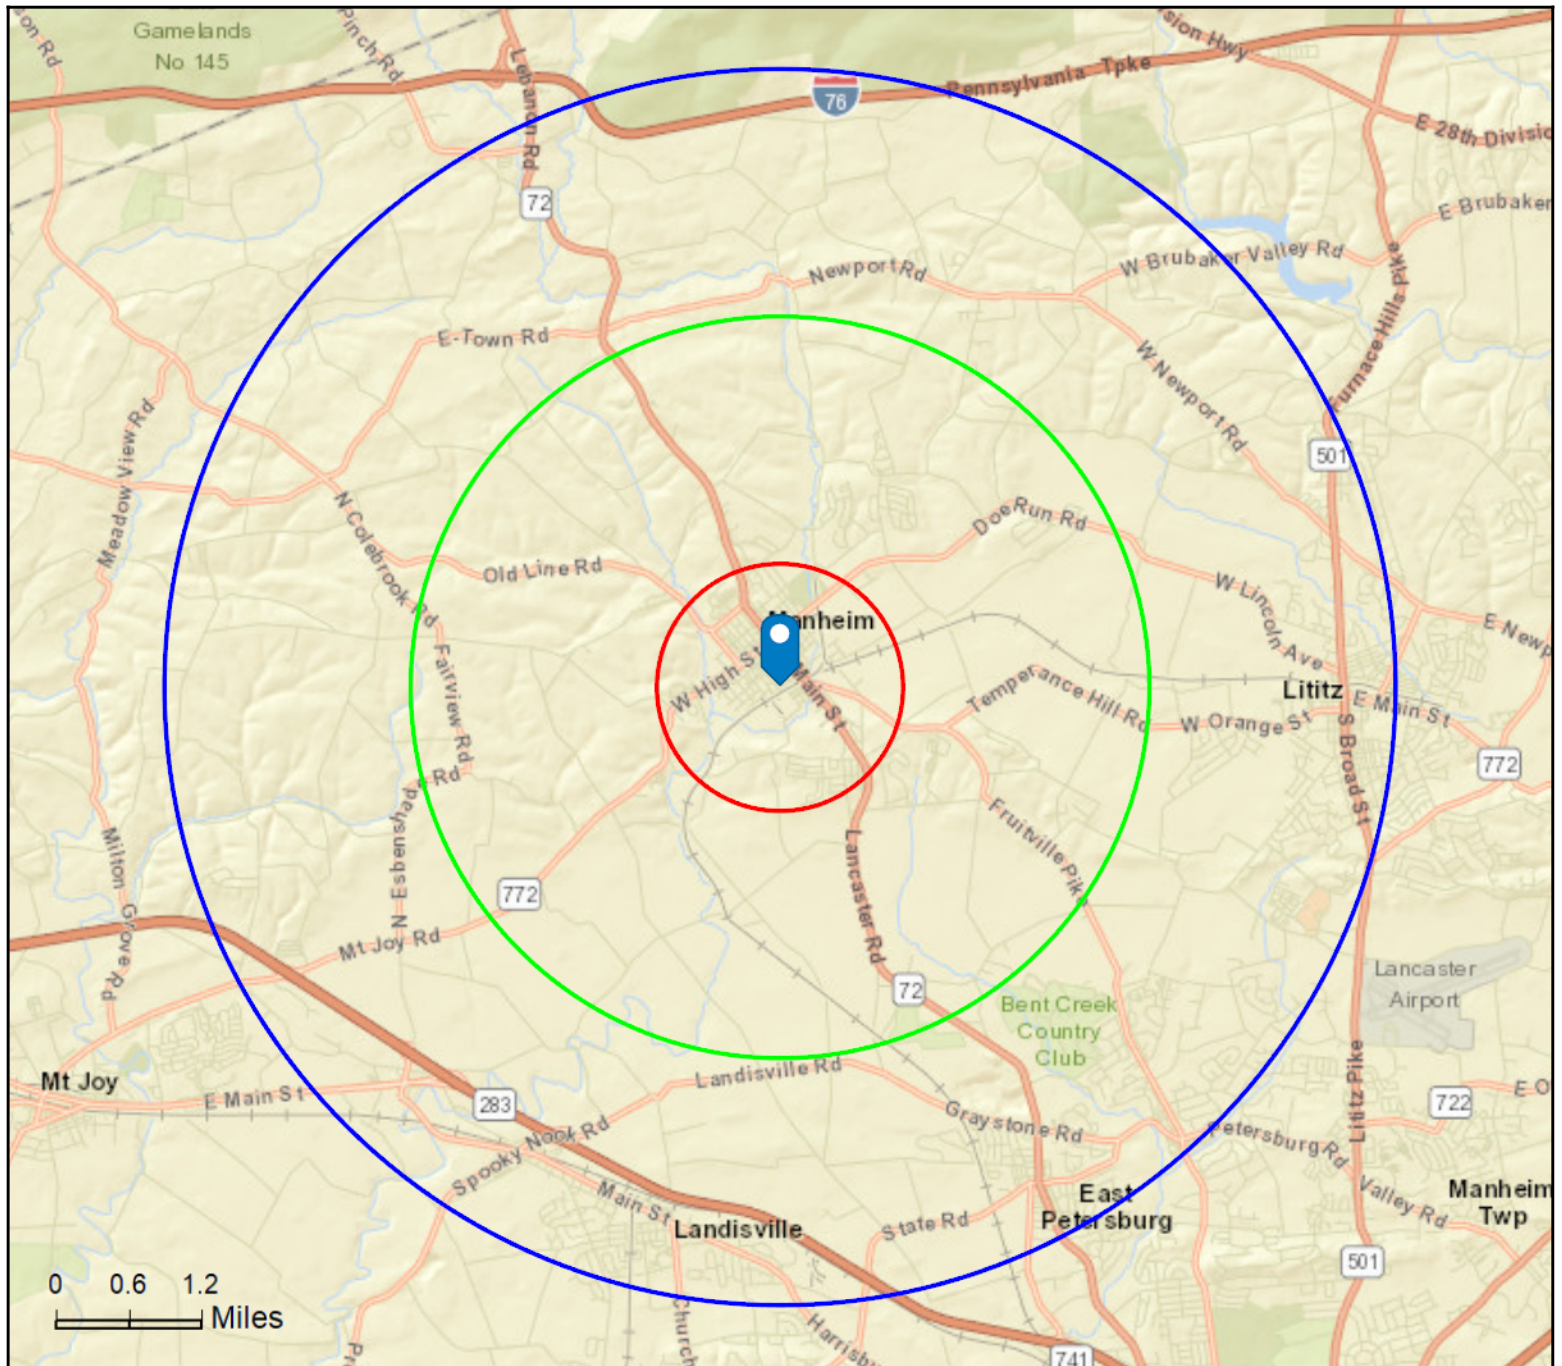 Gamelands
No 145
son Rd
Pinch Rd
Lebanon Rd
72
76
Pennsylvania Tpke
sion Hwy
E 28th Divisio
E Brubaker
W Brubaker Valley Rd
Newport Rd
Furnace Hills Pike
E-Town Rd
W Newport Rd
501
Meadow View Rd
N Colebrook Rd
Old Line Rd
Doe Run Rd
W Lincoln Ave
E Newp
Manheim
W High St
Main St
Fairview Rd
Temperance Hill Rd
W Orange St
Lititz
E Main St
S Broad St
772
N Esbenshade Rd
Milton Grove Rd
Fruitville Pike
Lancaster Rd
772
Mt Joy Rd
72
Bent Creek
Country
Club
Lancaster
Airport
Mt Joy
E Main St
283
Landisville Rd
Spooky Nook Rd
Graystone Rd
Petersburg Rd
Lititz Pike
722
E O
Main St
Landisville
State Rd
East
Petersburg
Valley Rd
Manheim
Twp
501
Church
Harrisbu
741
0 0.6 1.2
Miles